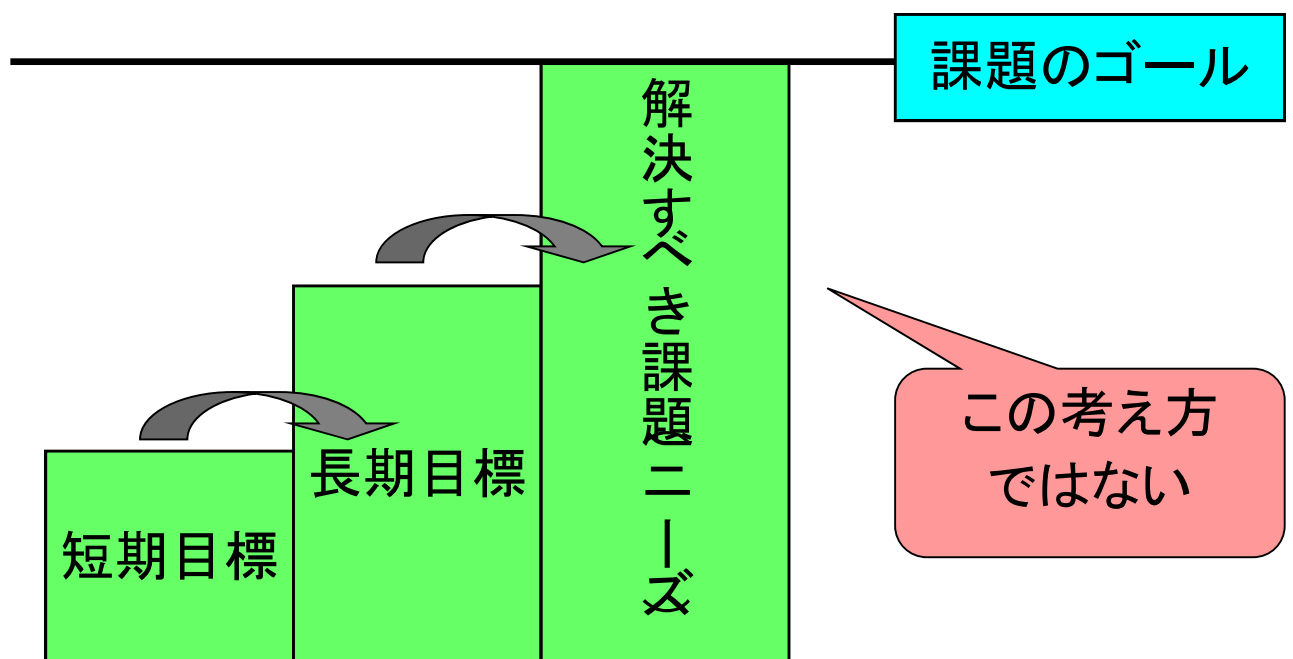 課題のゴール
解決すべき課題(ニーズ)
長期目標
短期目標
この考え方
ではない